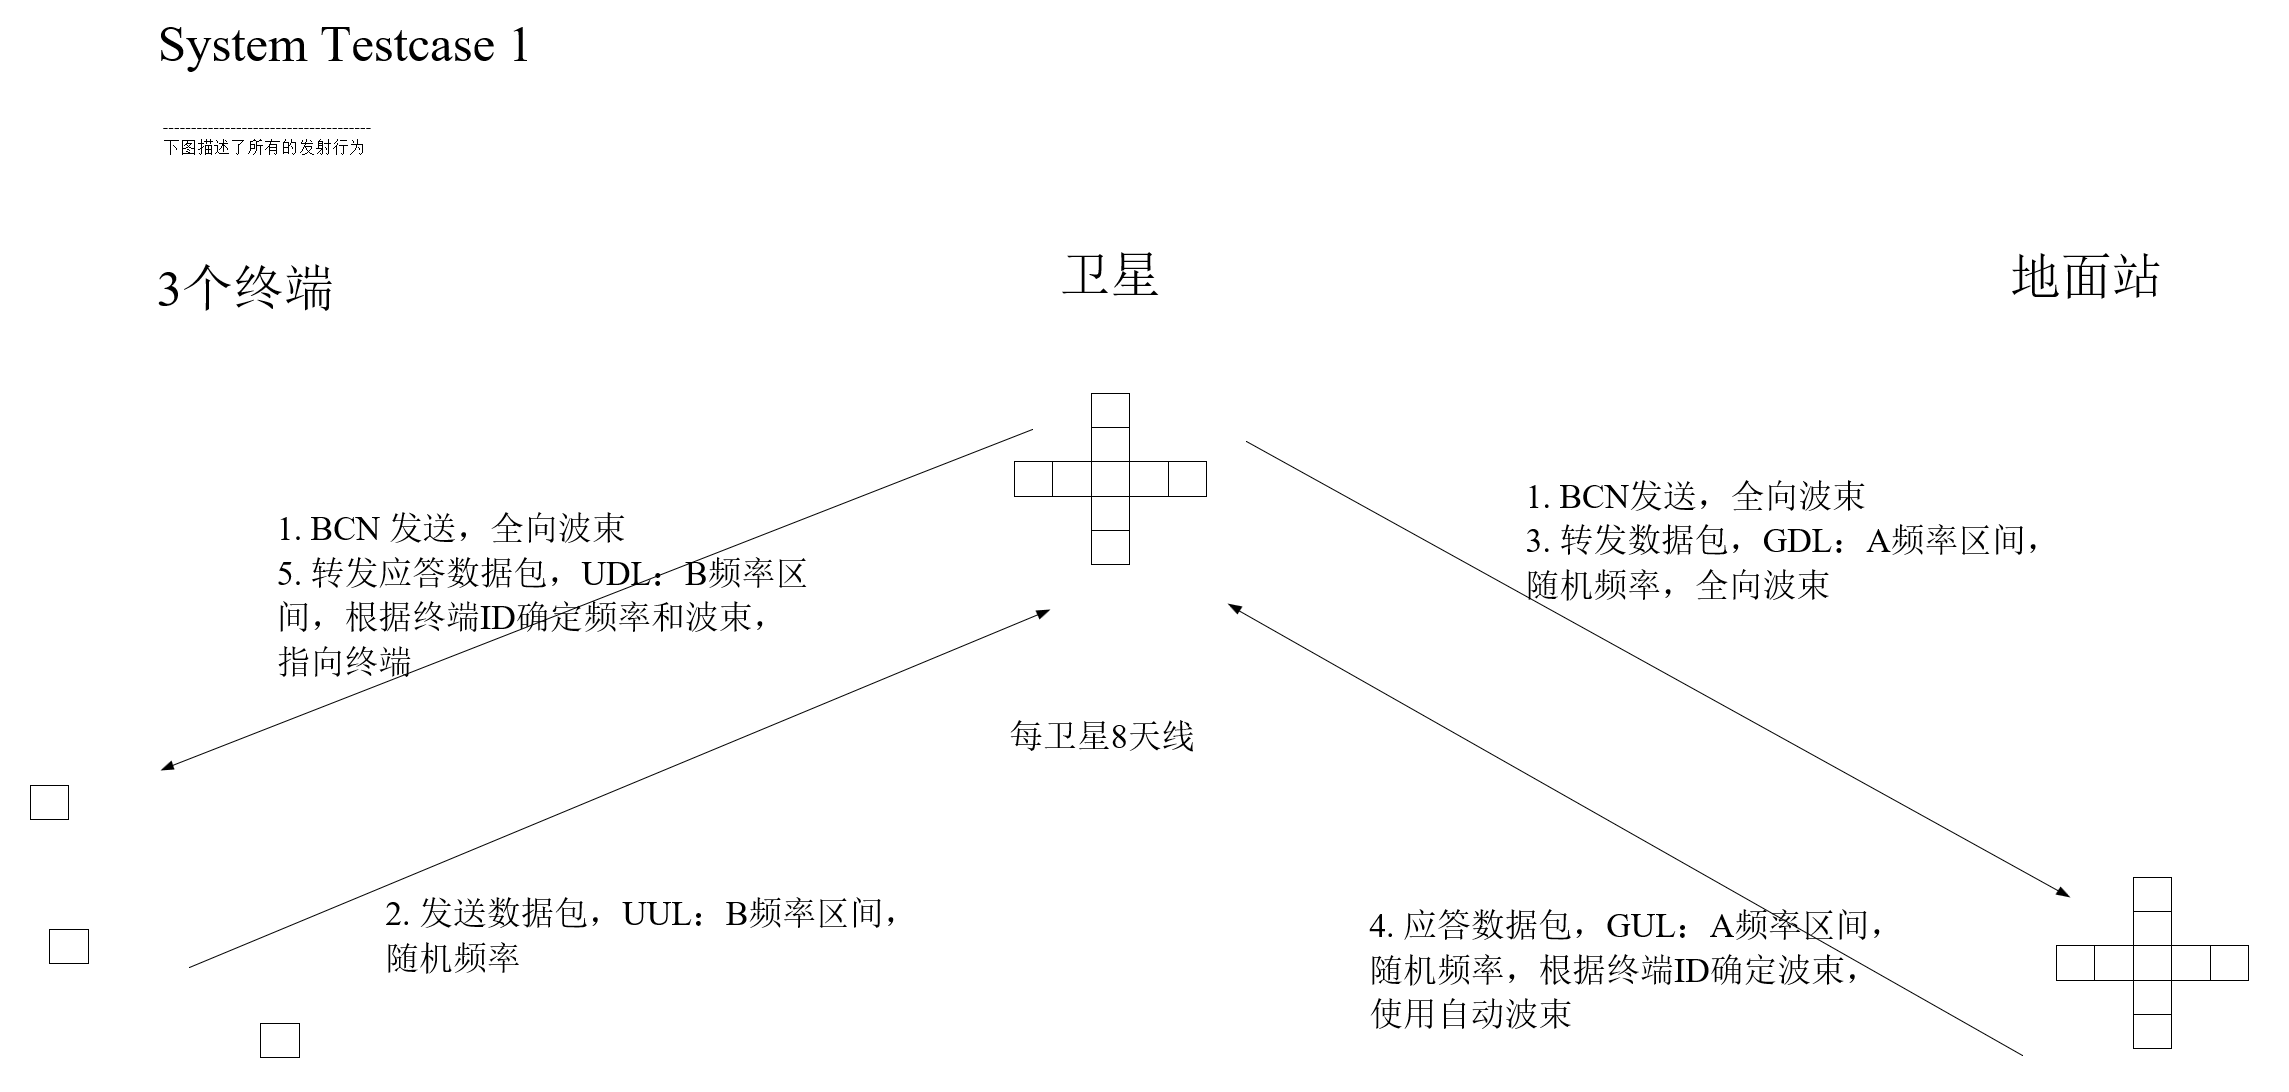 System Testcase 1
-------------------------------------
下图描述了所有的发射行为
3个终端
卫星
地面站
1. BCN 发送，全向波束
5. 转发应答数据包，UDL：B频率区
间，根据终端ID确定频率和波束，
指向终端
1. BCN发送，全向波束
3. 转发数据包，GDL：A频率区间，
随机频率，全向波束
每卫星8天线
2. 发送数据包，UUL：B频率区间，
随机频率
4. 应答数据包，GUL：A频率区间，
随机频率，根据终端ID确定波束，
使用自动波束